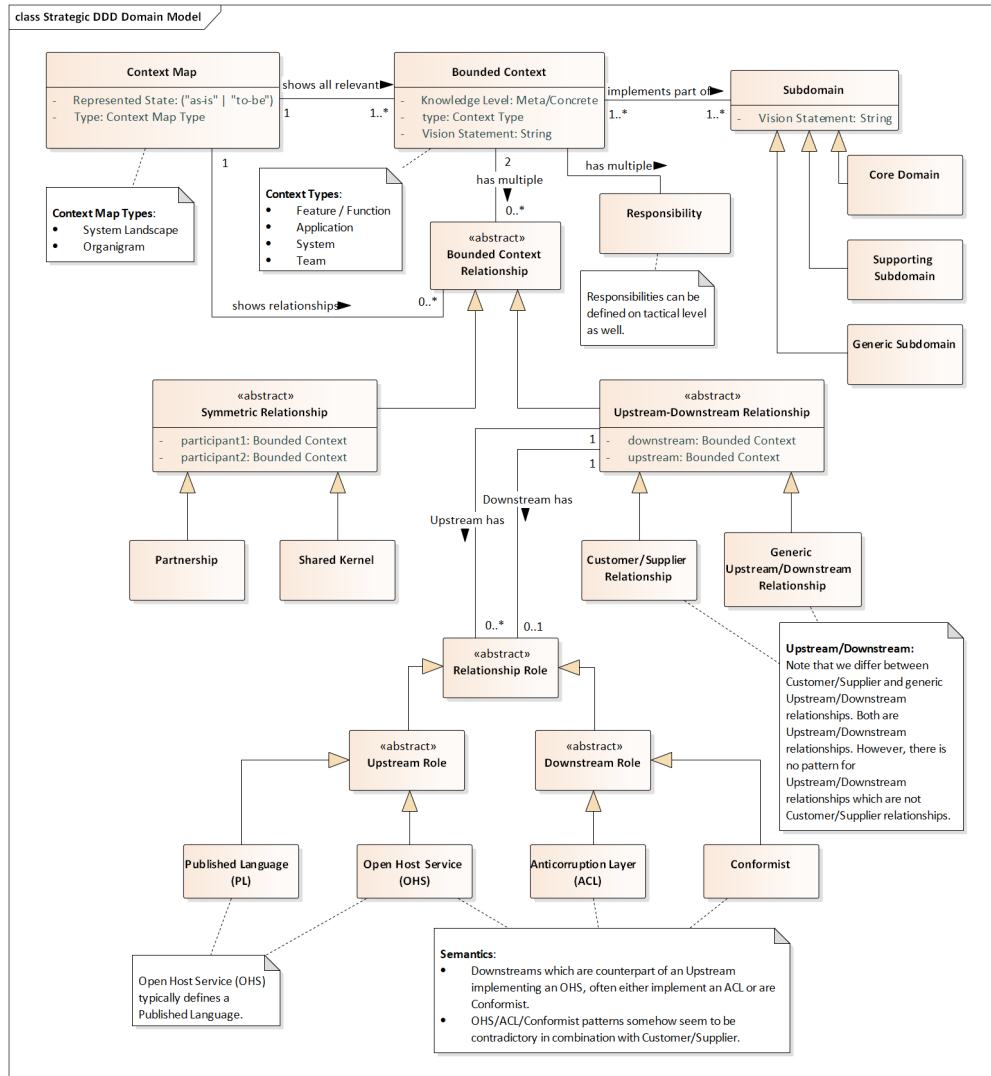 class Strategic DDD Domain Model
Context Map
- Represented State: ("as-is" | "to-be")
- Type: Context Map Type
shows all relevant
1
1..*
Bounded Context
- Knowledge Level: Meta/Concrete
- type: Context Type
- Vision Statement: String
implements part of
1..*
1..*
Subdomain
- Vision Statement: String
1
2
has multiple
0..*
has multiple
Core Domain
Context Map Types:
• System Landscape
• Organigram
Context Types:
• Feature / Function
• Application
• System
• Team
Responsibility
«abstract»
Bounded Context
Relationship
Supporting
Subdomain
shows relationships
0..*
Responsibilities can be
defined on tactical level
as well.
Generic Subdomain
«abstract»
Symmetric Relationship
- participant1: Bounded Context
- participant2: Bounded Context
«abstract»
Upstream-Downstream Relationship
- downstream: Bounded Context
- upstream: Bounded Context
1
1
Downstream has
Upstream has
Partnership
Shared Kernel
Customer/Supplier
Relationship
Generic
Upstream/Downstream
Relationship
0..*
0..1
«abstract»
Relationship Role
Upstream/Downstream:
Note that we differ between
Customer/Supplier and generic
Upstream/Downstream
relationships. Both are
Upstream/Downstream
relationships. However, there is
no pattern for
Upstream/Downstream
relationships which are not
Customer/Supplier relationships.
«abstract»
Upstream Role
«abstract»
Downstream Role
Published Language
(PL)
Open Host Service
(OHS)
Anticorruption Layer
(ACL)
Conformist
Open Host Service (OHS)
typically defines a
Published Language.
Semantics:
• Downstreams which are counterpart of an Upstream
implementing an OHS, often either implement an ACL or are
Conformist.
• OHS/ACL/Conformist patterns somehow seem to be
contradictory in combination with Customer/Supplier.